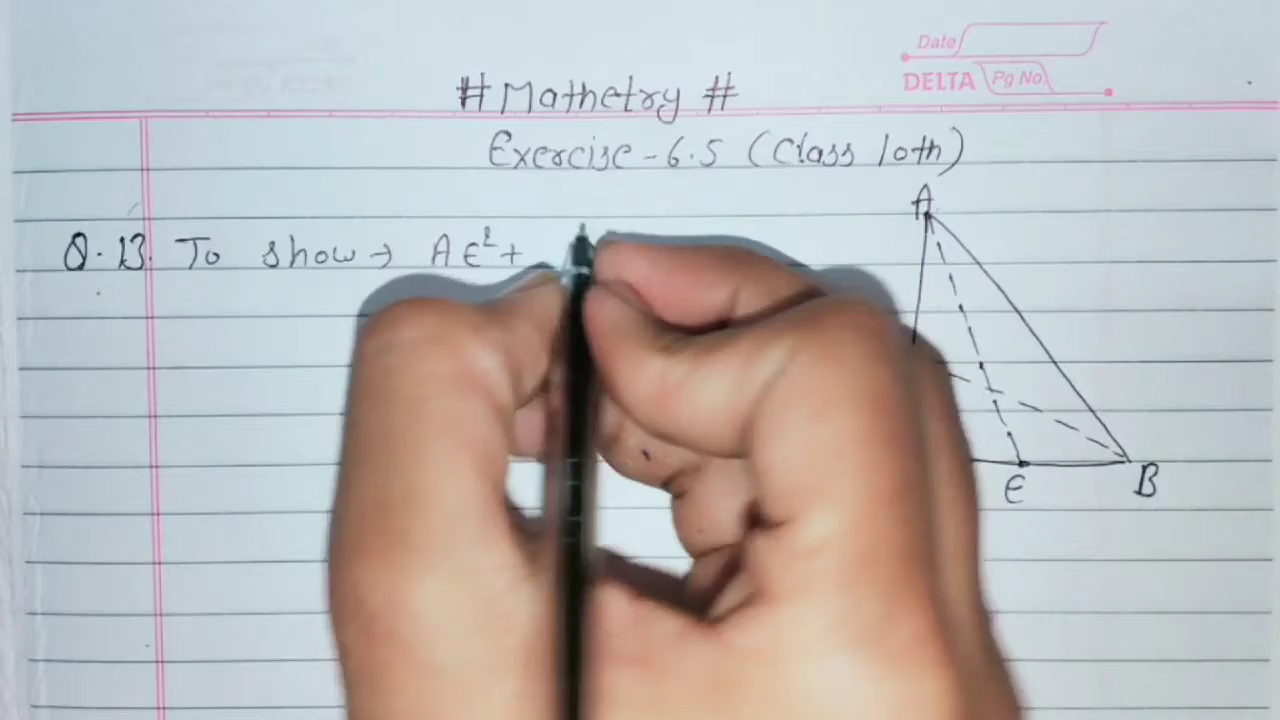 Date
DELTA Pg No
# Mathetry #
Exercise - 6.5 (Class 10th)
A
Q. 13. To show → AE² +
E
B